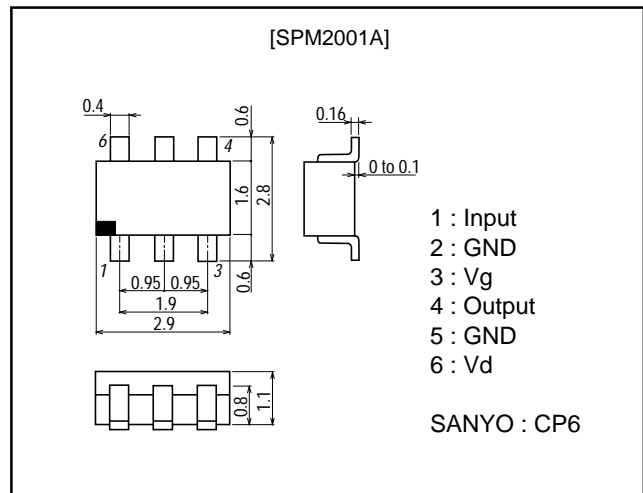 [SPM2001A]
0.4
6
4
0.6
1.6
2.8
0.6
1
3
0.95 0.95
1.9
2.9
0.16
0 to 0.1
0.8
1.1
1 : Input
2 : GND
3 : Vg
4 : Output
5 : GND
6 : Vd
SANYO : CP6